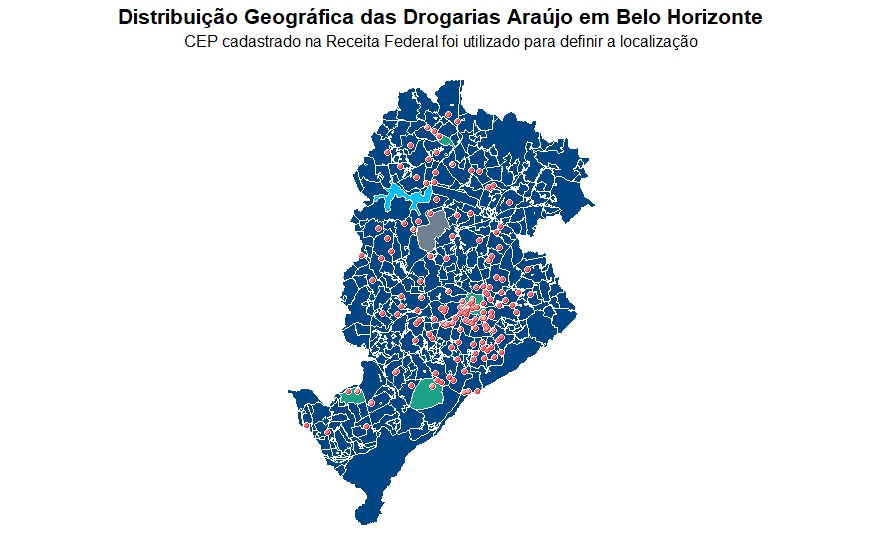 Distribuição Geográfica das Drogarias Araújo em Belo Horizonte
CEP cadastrado na Receita Federal foi utilizado para definir a localização